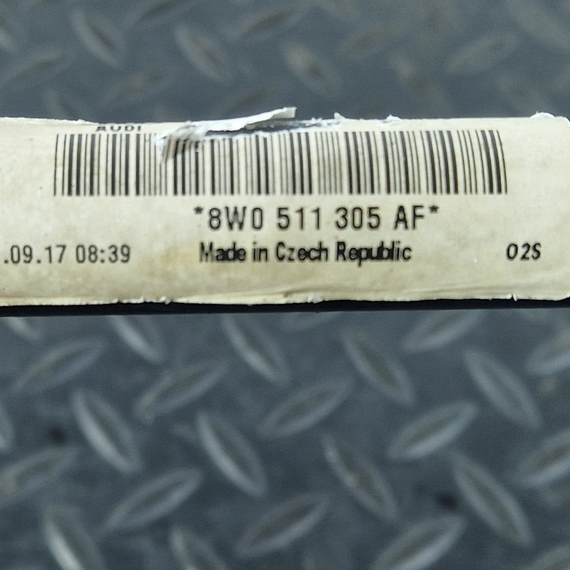 AUDI
*8W0 511 305 AF*
.09.17 08:39 Made in Czech Republic 02S